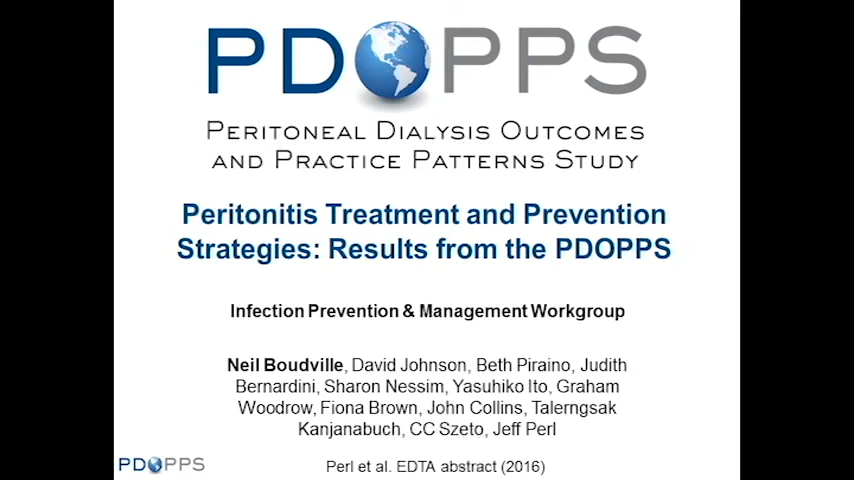 PDOPPS
PERITONEAL DIALYSIS OUTCOMES
AND PRACTICE PATTERNS STUDY
Peritonitis Treatment and Prevention
Strategies: Results from the PDOPPS
Infection Prevention & Management Workgroup
Neil Boudville, David Johnson, Beth Piraino, Judith
Bernardini, Sharon Nessim, Yasuhiko Ito, Graham
Woodrow, Fiona Brown, John Collins, Talerngsak
Kanjanabuch, CC Szeto, Jeff Perl
PDOPPS
Perl et al. EDTA abstract (2016)